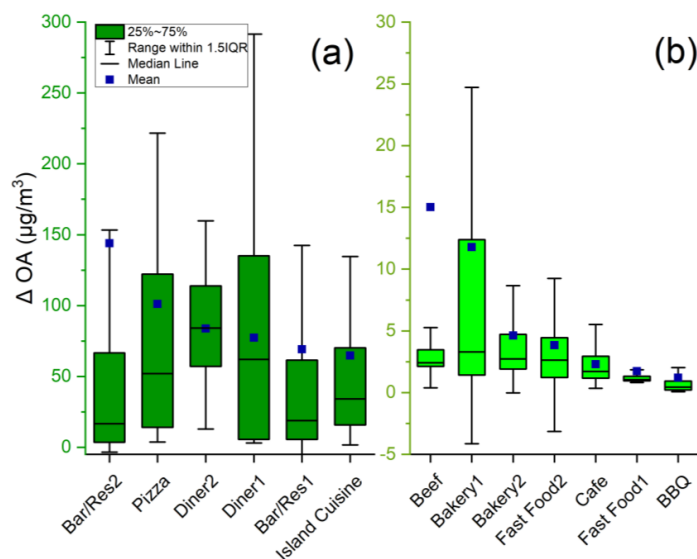 300
250
200
150
100
50
0
Δ OA (µg/m³)
25%~75%
Range within 1.5IQR
Median Line
Mean
(a)
Bar/Res2
Pizza
Diner2
Diner1
Bar/Res1
Island Cuisine
30
25
20
15
10
5
0
-5
(b)
Beef
Bakery1
Bakery2
Fast Food2
Cafe
Fast Food1
BBQ